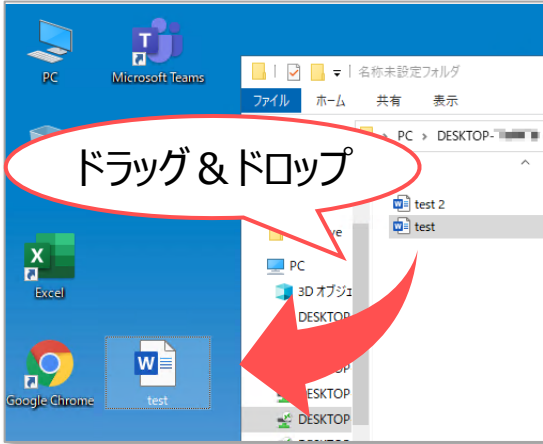 PC
Microsoft Teams
名称未設定フォルダ
ファイル ホーム 共有 表示
PC > DESKTOP-
ドラッグ＆ドロップ
test 2
test
PC
3D オブジェ
DESKTOP
DESKTOP
DESKTOP
Excel
Google Chrome
test